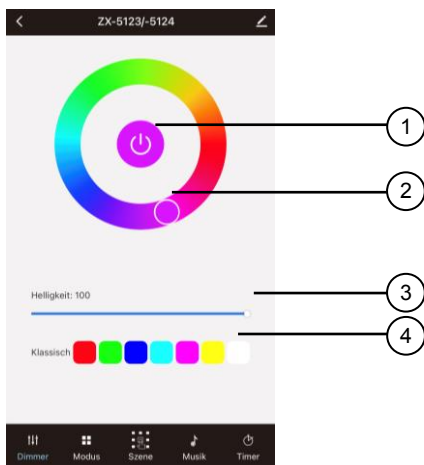 ZX-5123/-5124
1
2
Helligkeit: 100
3
4
Klassisch
Dimmer Modus Szene Musik Timer